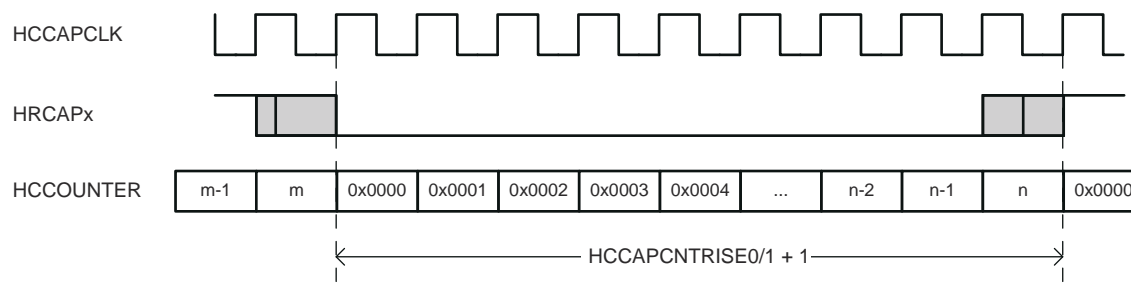 HCCAPCLK
HRCAPx
HCCOUNTER m-1 m 0x0000 0x0001 0x0002 0x0003 0x0004 ... n-2 n-1 n 0x0000
HCCAPCNTRISE0/1 + 1